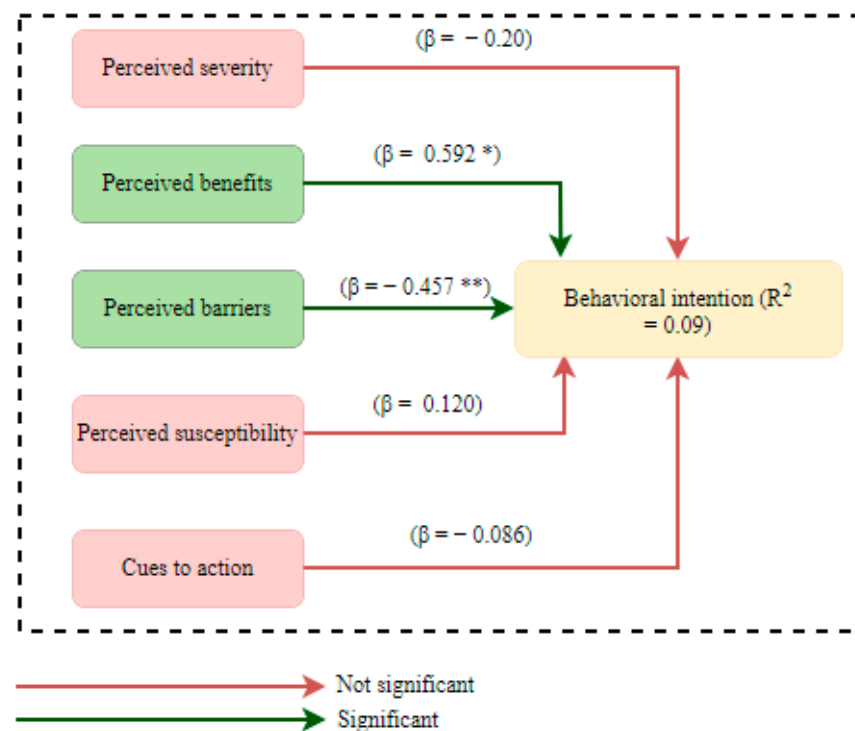 (β = − 0.20)
Perceived severity
(β = 0.592 *)
Perceived benefits
(β = − 0.457 **)
Perceived barriers
Behavioral intention (R²
= 0.09)
(β = 0.120)
Perceived susceptibility
(β = − 0.086)
Cues to action
Not significant
Significant